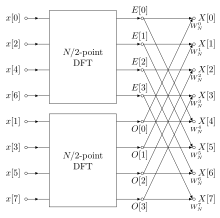 x[0] E[0] X[0]
W_N^0
x[2] E[1] X[1]
W_N^1
N/2-point
DFT
x[4] E[2] X[2]
W_N^2
x[6] E[3] X[3]
W_N^3
x[1] O[0] X[4]
W_N^4
x[3] O[1] X[5]
W_N^5
N/2-point
DFT
x[5] O[2] X[6]
W_N^6
x[7] O[3] X[7]
W_N^7